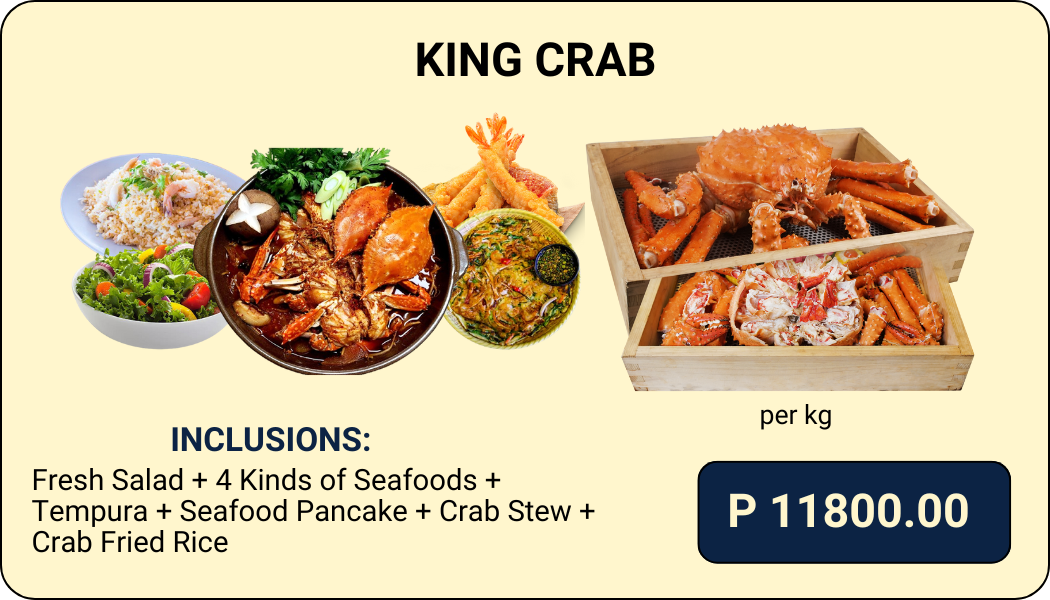 KING CRAB
per kg
INCLUSIONS:
Fresh Salad + 4 Kinds of Seafoods +
Tempura + Seafood Pancake + Crab Stew +
Crab Fried Rice
P 11800.00